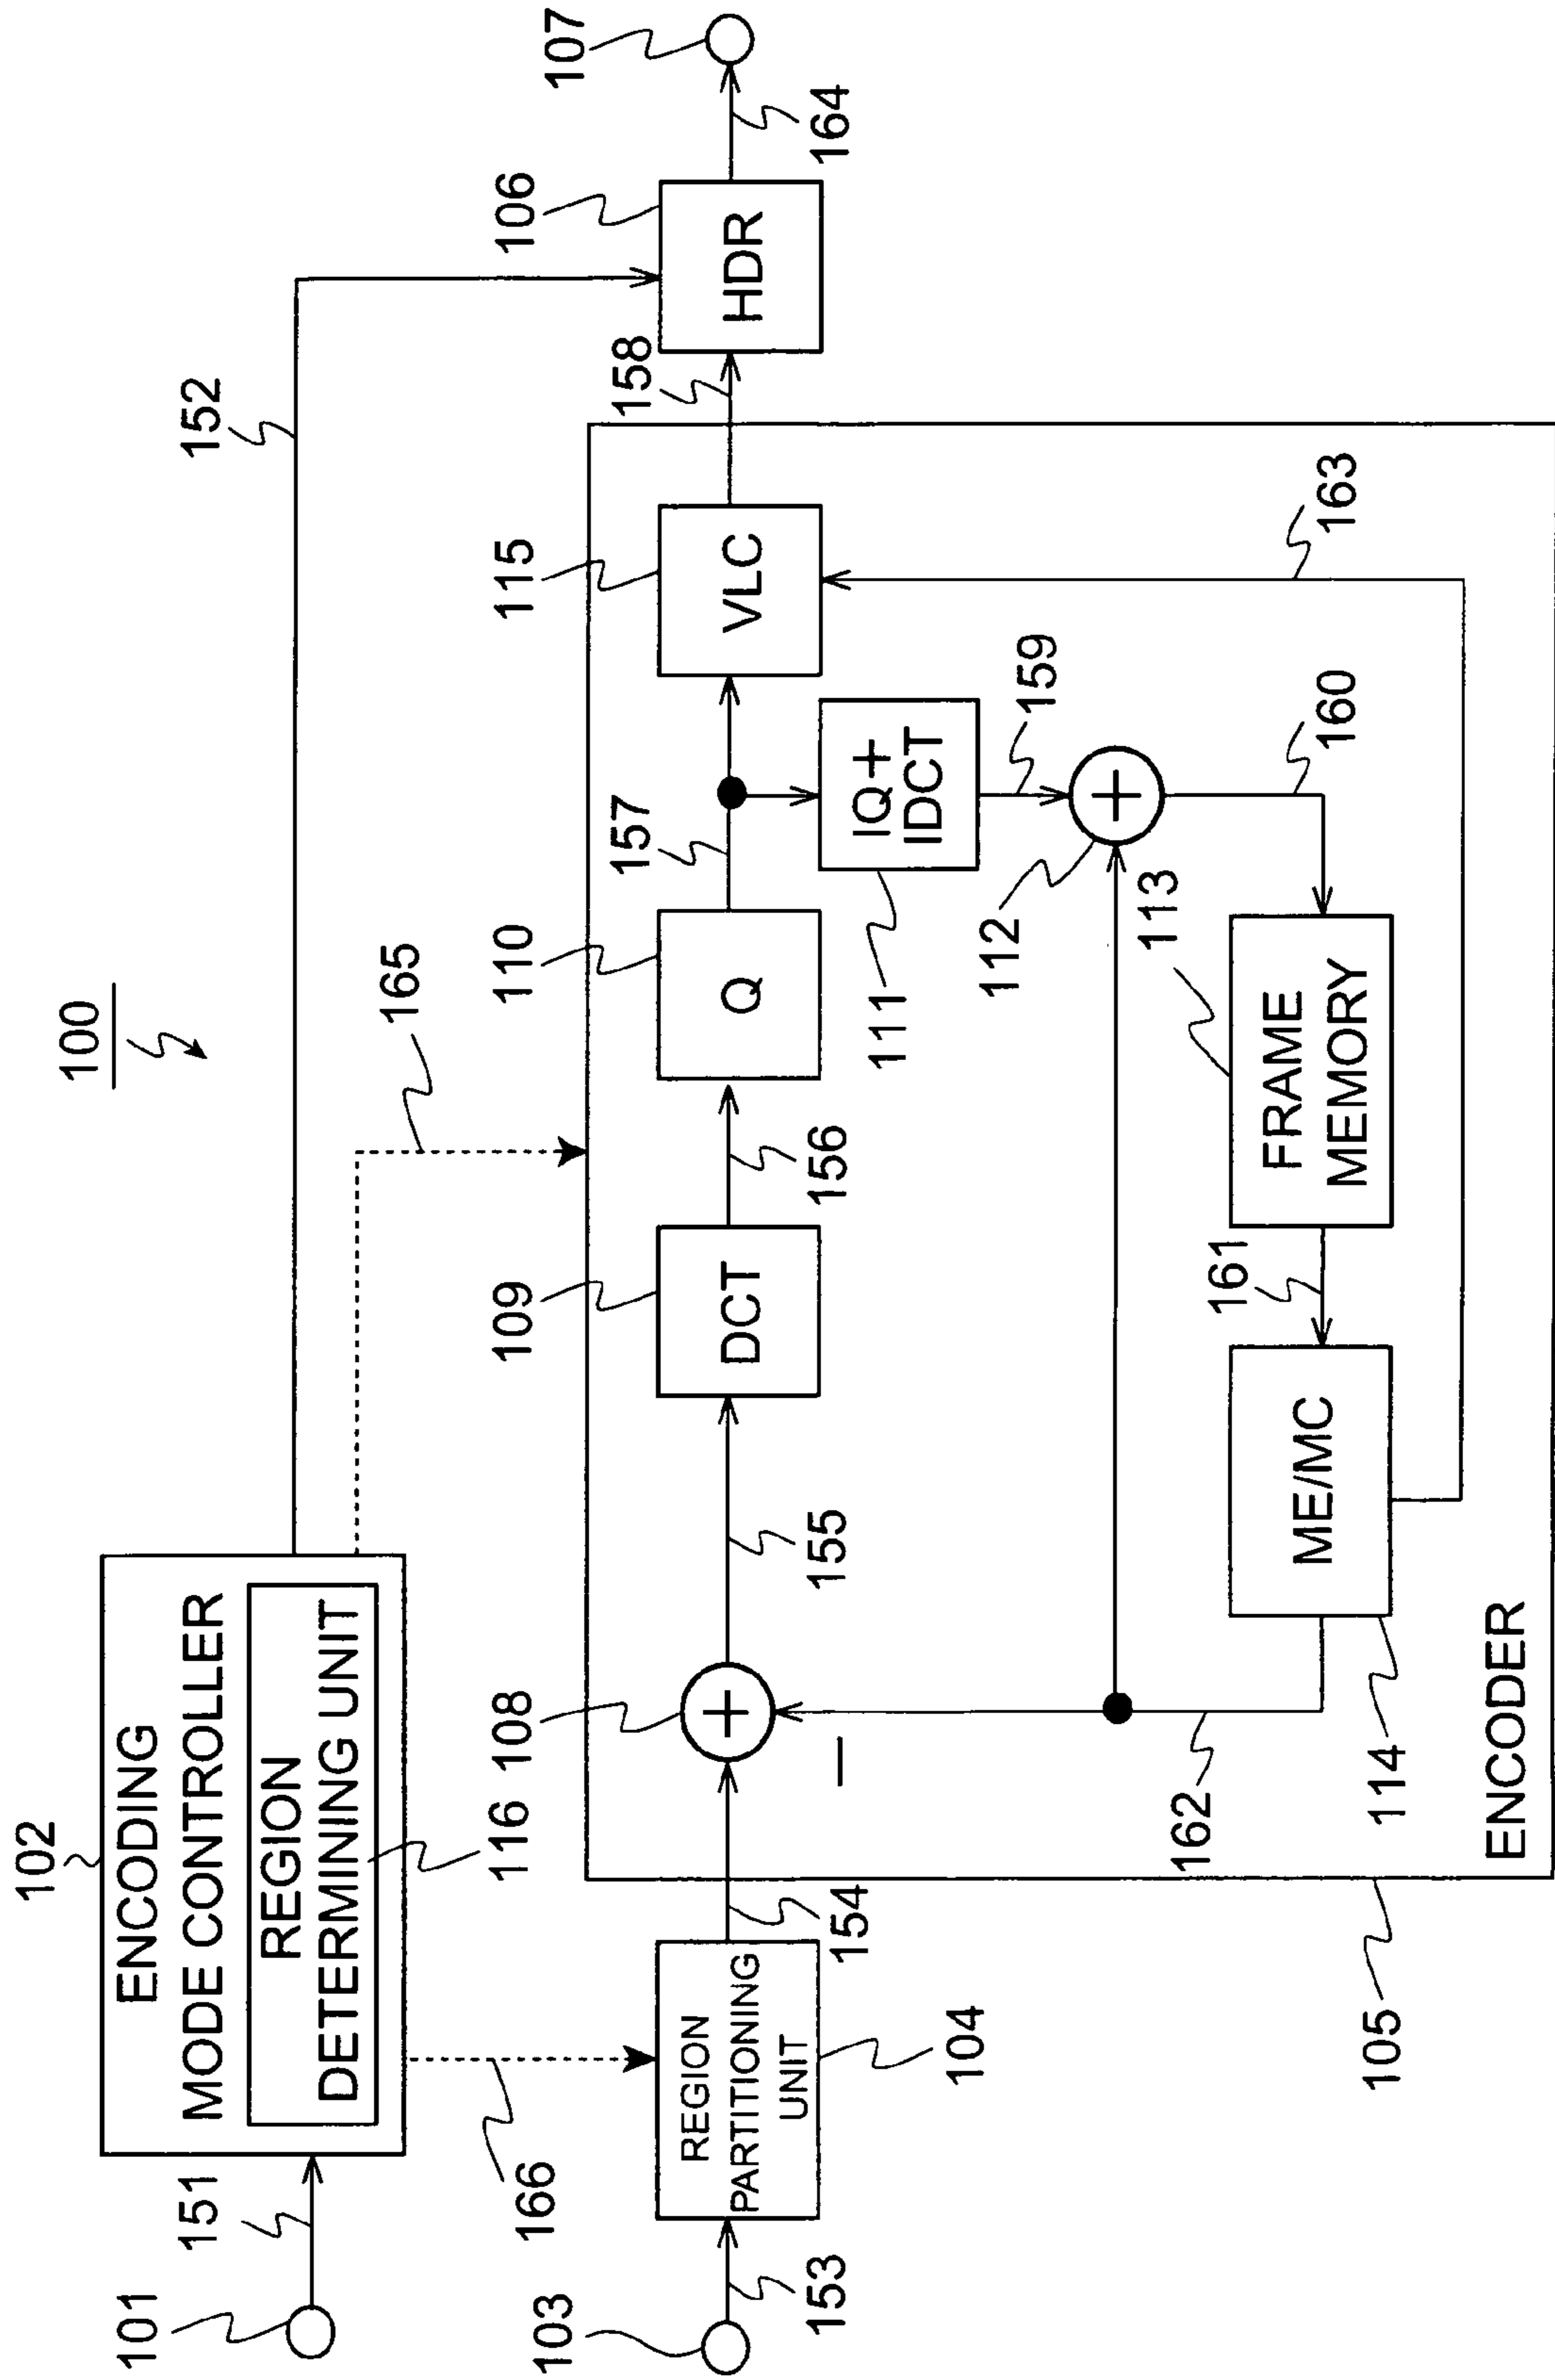 100
102
ENCODING
MODE CONTROLLER
REGION
DETERMINING UNIT
116
101
151
152
165
166
103
153
REGION
PARTITIONING
UNIT
104
154
108
−
155
109
DCT
156
110
Q
157
115
VLC
158
106
HDR
164
107
IQ+
IDCT
111
159
+
+
112
160
113
FRAME
MEMORY
161
ME/MC
114
162
163
ENCODER
105